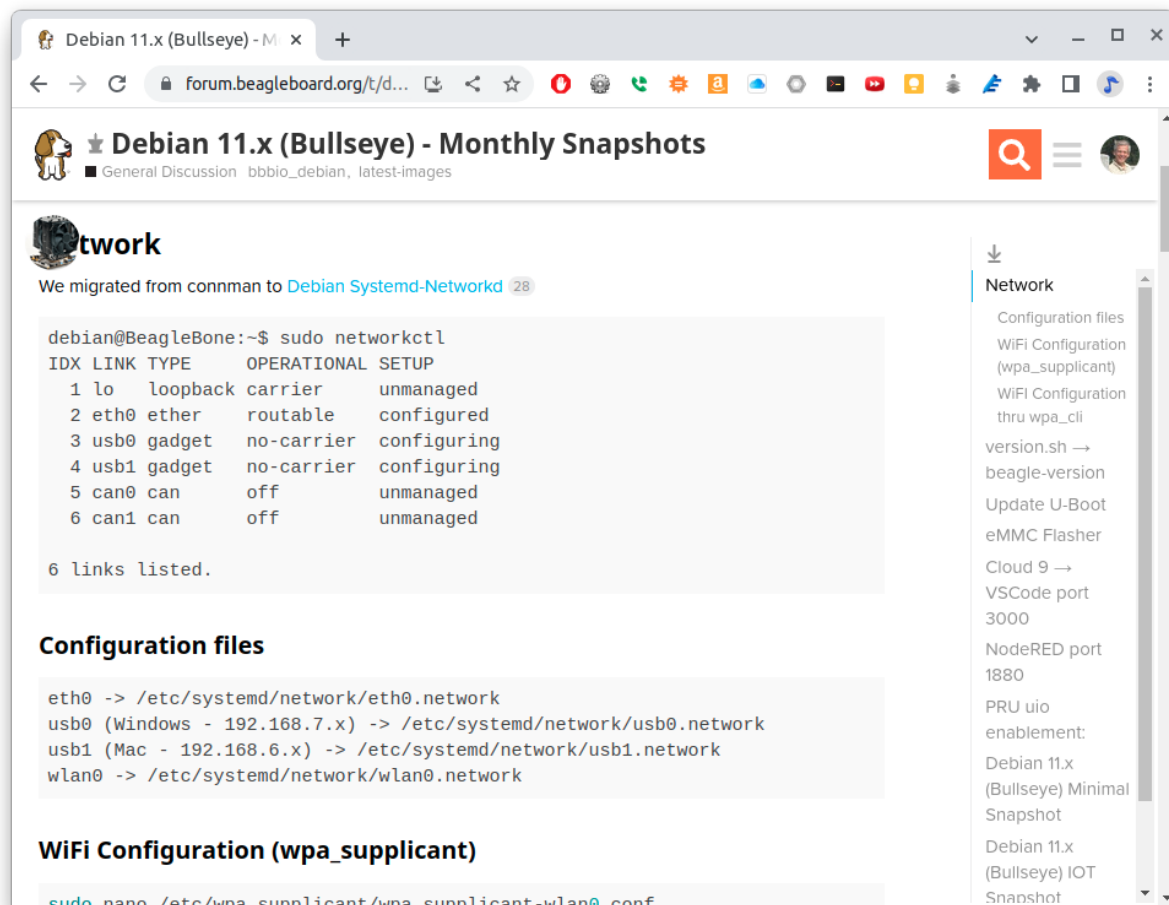 Debian 11.x (Bullseye) - M
forum.beagleboard.org/t/d...
Debian 11.x (Bullseye) - Monthly Snapshots
General Discussion bbbio_debian, latest-images
twork
We migrated from connman to Debian Systemd-Networkd 28
debian@BeagleBone:~$ sudo networkctl
IDX LINK TYPE     OPERATIONAL SETUP
  1 lo   loopback carrier     unmanaged
  2 eth0 ether    routable    configured
  3 usb0 gadget   no-carrier  configuring
  4 usb1 gadget   no-carrier  configuring
  5 can0 can      off         unmanaged
  6 can1 can      off         unmanaged
6 links listed.
Configuration files
eth0 -> /etc/systemd/network/eth0.network
usb0 (Windows - 192.168.7.x) -> /etc/systemd/network/usb0.network
usb1 (Mac - 192.168.6.x) -> /etc/systemd/network/usb1.network
wlan0 -> /etc/systemd/network/wlan0.network
WiFi Configuration (wpa_supplicant)
sudo nano /etc/wpa_supplicant/wpa_supplicant-wlan0.conf
Network
Configuration files
WiFi Configuration
(wpa_supplicant)
WiFI Configuration
thru wpa_cli
version.sh →
beagle-version
Update U-Boot
eMMC Flasher
Cloud 9 →
VSCode port
3000
NodeRED port
1880
PRU uio
enablement:
Debian 11.x
(Bullseye) Minimal
Snapshot
Debian 11.x
(Bullseye) IOT
Snapshot